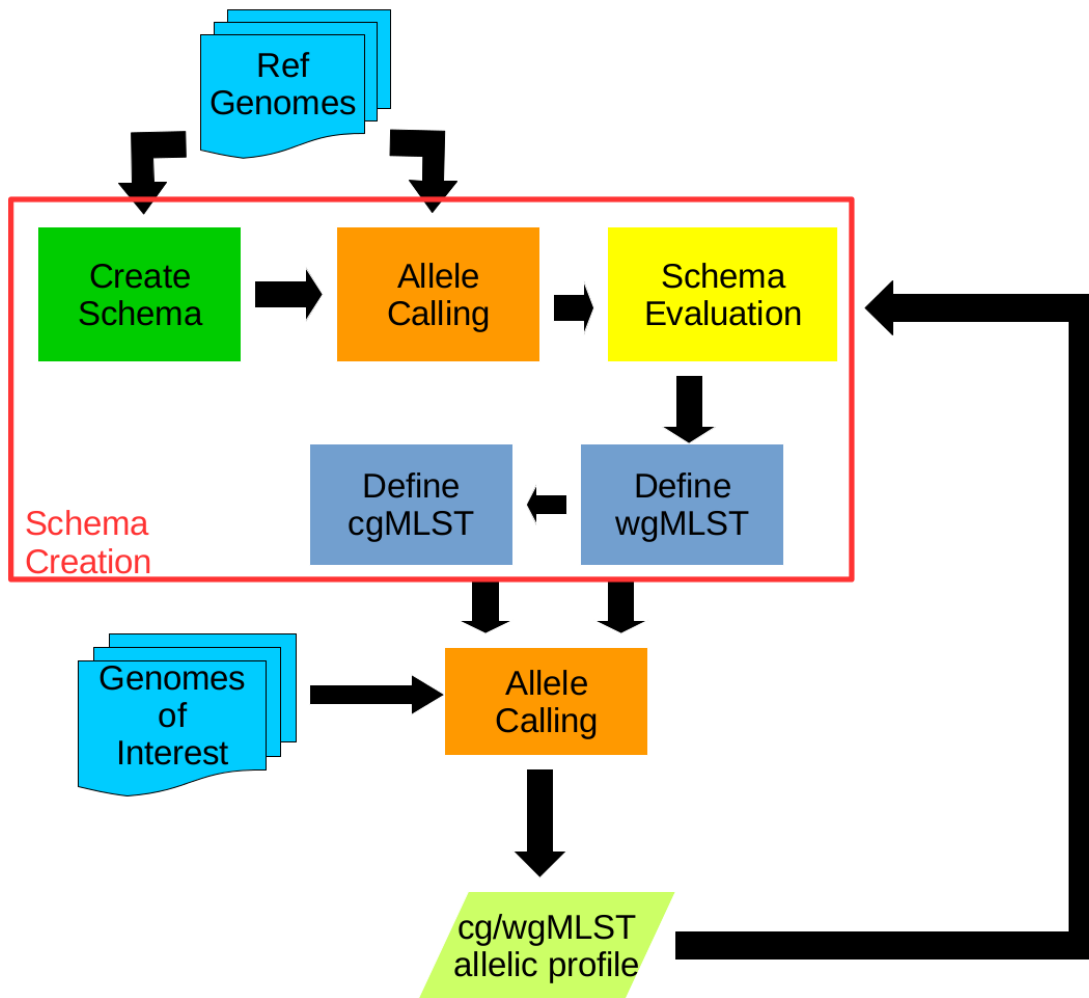 Ref
Genomes
Create
Schema
Allele
Calling
Schema
Evaluation
Define
cgMLST
Define
wgMLST
Schema
Creation
Genomes
of
Interest
Allele
Calling
cg/wgMLST
allelic profile